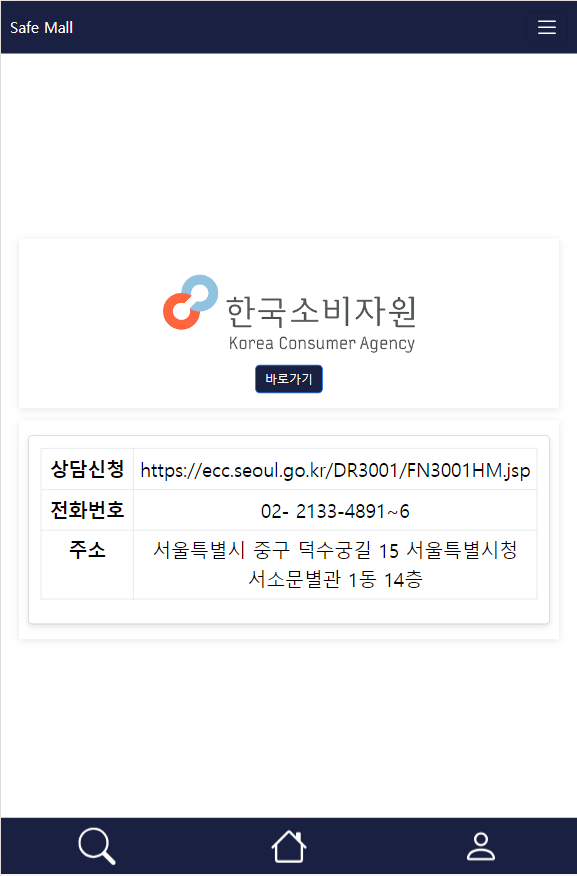 Safe Mall
한국소비자원
Korea Consumer Agency
바로가기
상담신청 https://ecc.seoul.go.kr/DR3001/FN3001HM.jsp
전화번호 02- 2133-4891~6
주소 서울특별시 중구 덕수궁길 15 서울특별시청
서소문별관 1동 14층